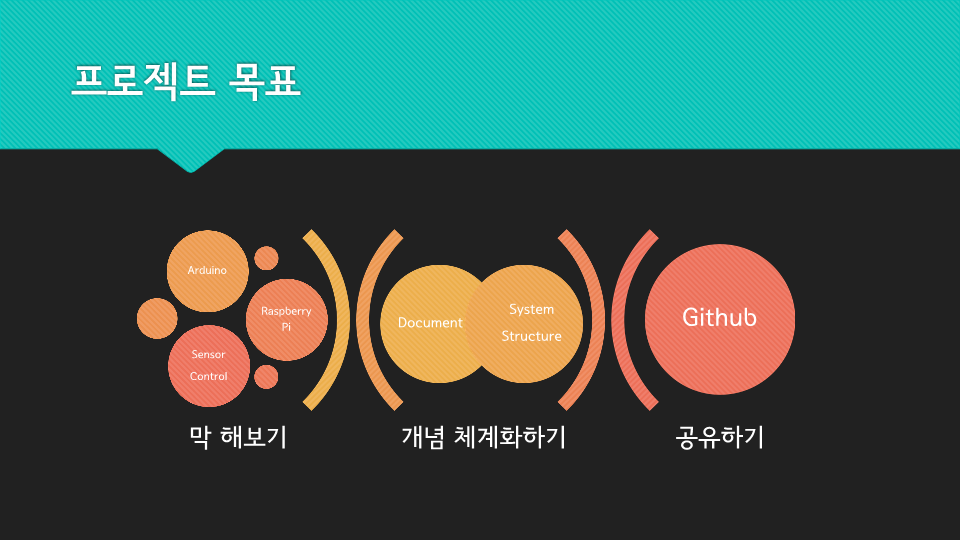 프로젝트 목표
Arduino
Raspberry
Pi
Sensor
Control
막 해보기
Document
System
Structure
개념 체계화하기
Github
공유하기